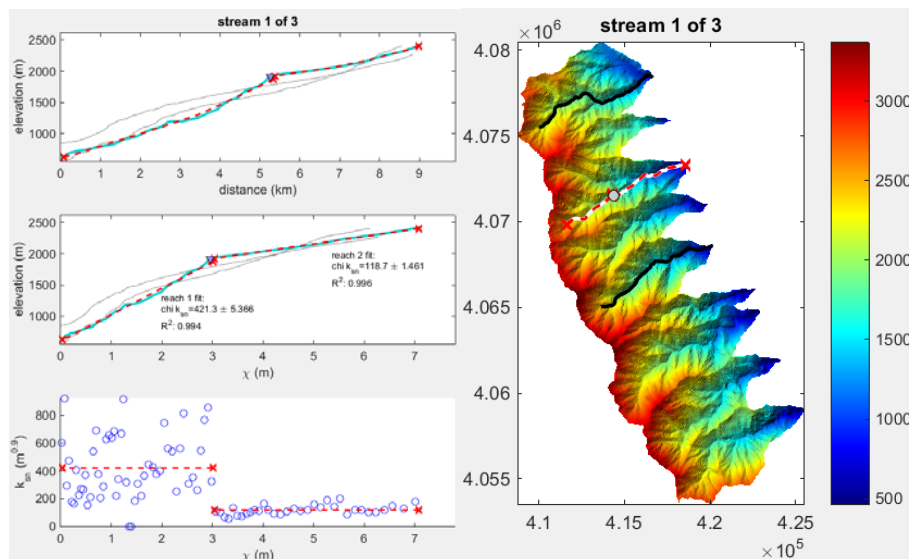 stream 1 of 3
2500
2000
1500
1000
elevation (m)
0 1 2 3 4 5 6 7 8 9
distance (km)
2500
2000
1500
1000
elevation (m)
reach 2 fit:
chi k_sn=118.7 ± 1.461
R²: 0.996
reach 1 fit:
chi k_sn=421.3 ± 5.366
R²: 0.994
0 1 2 3 4 5 6 7
χ (m)
800
600
400
200
0
k_sn (m^0.9)
0 1 2 3 4 5 6 7
χ (m)
stream 1 of 3
× 10⁶
4.08
4.075
4.07
4.065
4.06
4.055
4.1 4.15 4.2 4.25
× 10⁵
3000
2500
2000
1500
1000
500